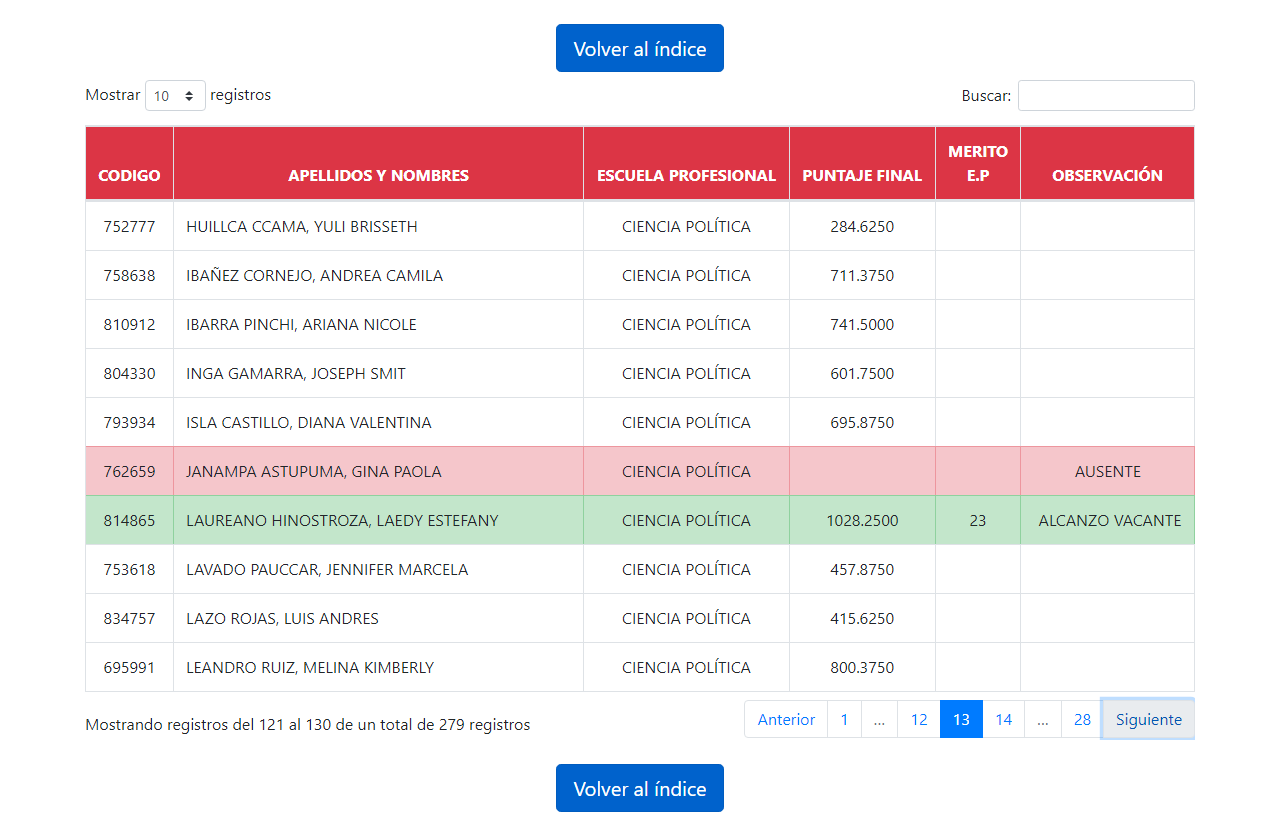 Volver al índice
Mostrar 10 registros
Buscar:
CODIGO APELLIDOS Y NOMBRES ESCUELA PROFESIONAL PUNTAJE FINAL MERITO E.P OBSERVACIÓN
752777 HUILLCA CCAMA, YULI BRISSETH CIENCIA POLÍTICA 284.6250
758638 IBAÑEZ CORNEJO, ANDREA CAMILA CIENCIA POLÍTICA 711.3750
810912 IBARRA PINCHI, ARIANA NICOLE CIENCIA POLÍTICA 741.5000
804330 INGA GAMARRA, JOSEPH SMIT CIENCIA POLÍTICA 601.7500
793934 ISLA CASTILLO, DIANA VALENTINA CIENCIA POLÍTICA 695.8750
762659 JANAMPA ASTUPUMA, GINA PAOLA CIENCIA POLÍTICA AUSENTE
814865 LAUREANO HINOSTROZA, LAEDY ESTEFANY CIENCIA POLÍTICA 1028.2500 23 ALCANZO VACANTE
753618 LAVADO PAUCCAR, JENNIFER MARCELA CIENCIA POLÍTICA 457.8750
834757 LAZO ROJAS, LUIS ANDRES CIENCIA POLÍTICA 415.6250
695991 LEANDRO RUIZ, MELINA KIMBERLY CIENCIA POLÍTICA 800.3750
Mostrando registros del 121 al 130 de un total de 279 registros
Anterior 1 ... 12 13 14 ... 28 Siguiente
Volver al índice